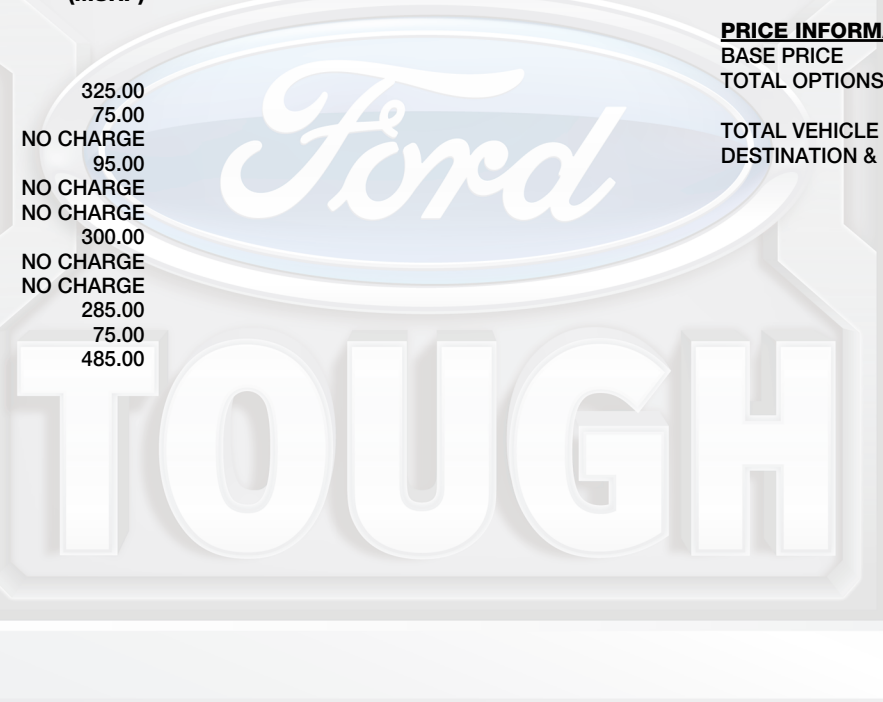 325.00
75.00
NO CHARGE
95.00
NO CHARGE
NO CHARGE
300.00
NO CHARGE
NO CHARGE
285.00
75.00
485.00
PRICE
BASE PRICE
TOTAL OPTIONS
TOTAL VEHICLE
DESTINATION &
Ford
TOUGH